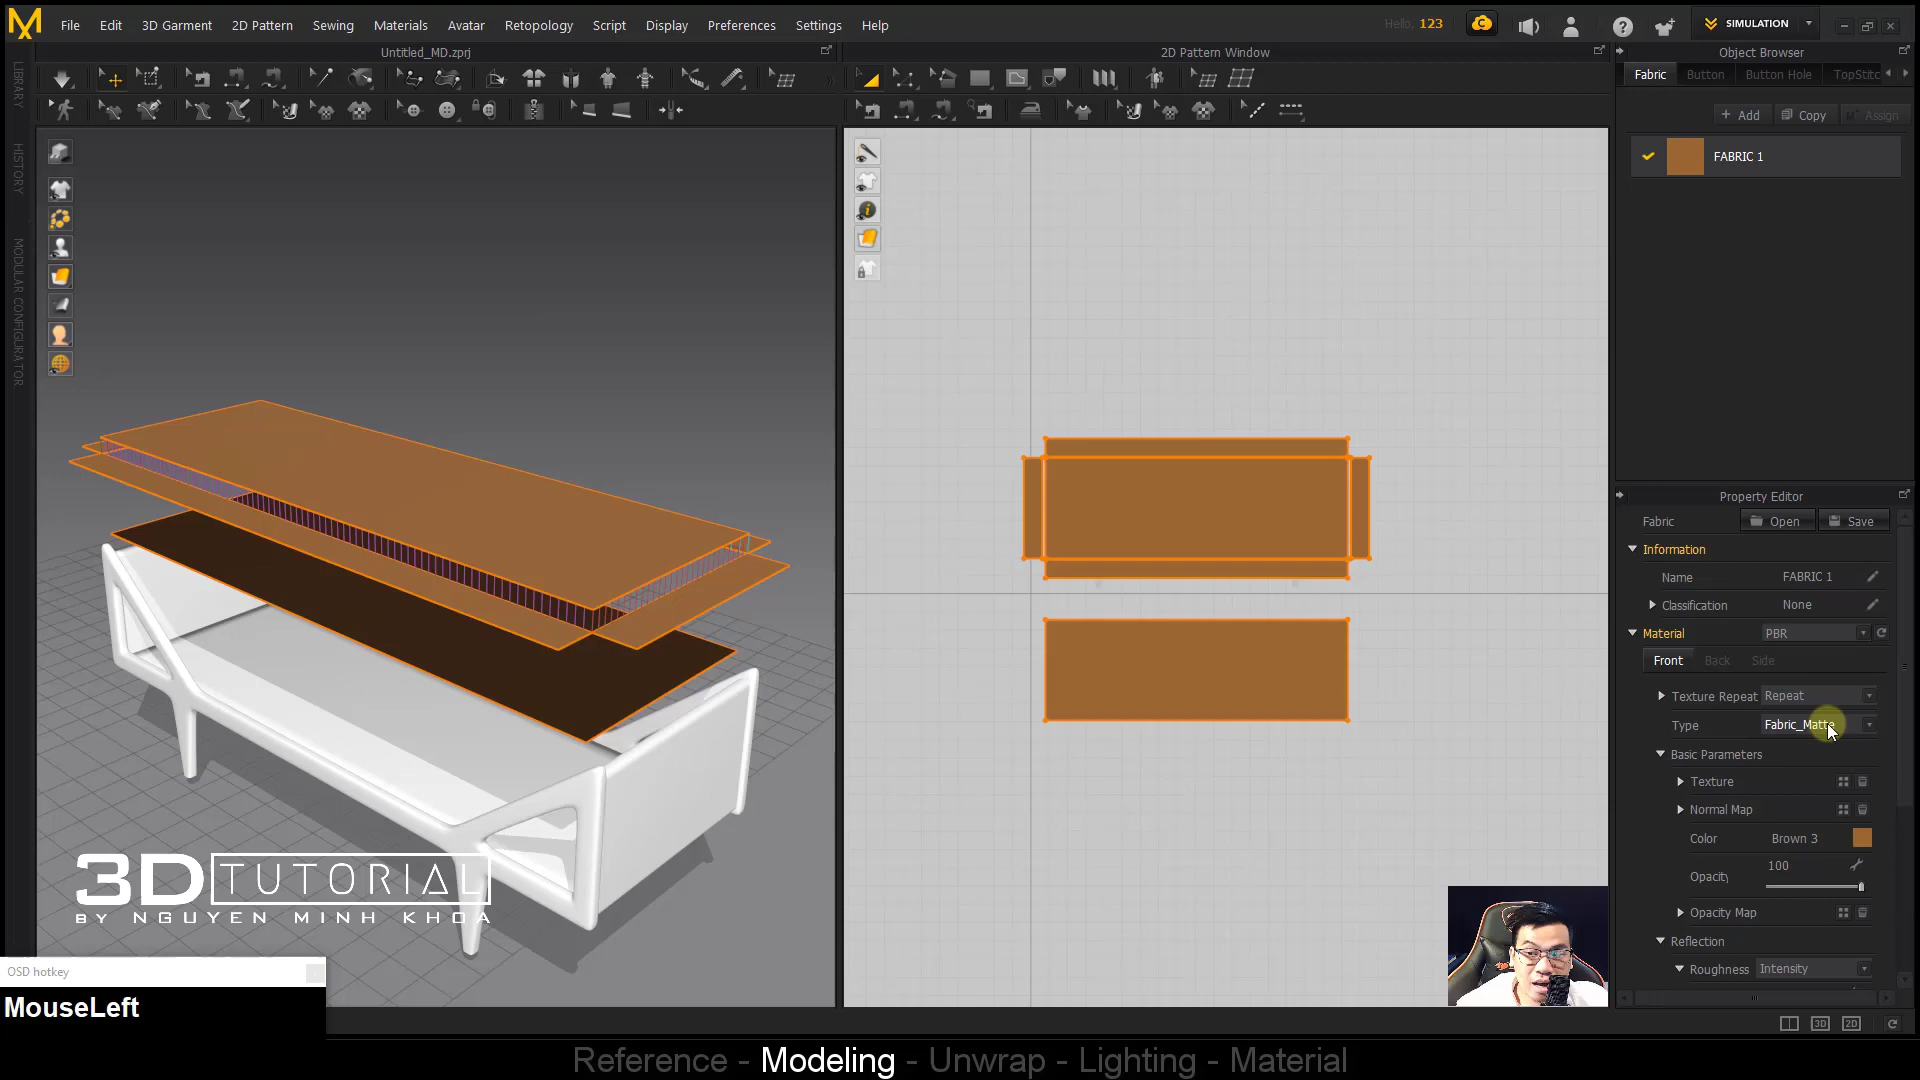 File Edit 3D Garment 2D Pattern Sewing Materials Avatar Retopology Script Display Preferences Settings Help
Hello, 123
SIMULATION
Untitled_MD.zprj
2D Pattern Window
Object Browser
LIBRARY
HISTORY
MODULAR CONFIGURATOR
Fabric Button Button Hole TopStitc
+ Add Copy Assign
FABRIC 1
Property Editor
Fabric Open Save
Information
Name FABRIC 1
Classification None
Material PBR
Front Back Side
Texture Repeat Repeat
Type Fabric_Matte
Basic Parameters
Texture
Normal Map
Color Brown 3
Opacity 100
Opacity Map
Reflection
Roughness Intensity
3D TUTORIAL
BY NGUYEN MINH KHOA
OSD hotkey
MouseLeft
3D 2D
Reference - Modeling - Unwrap - Lighting - Material